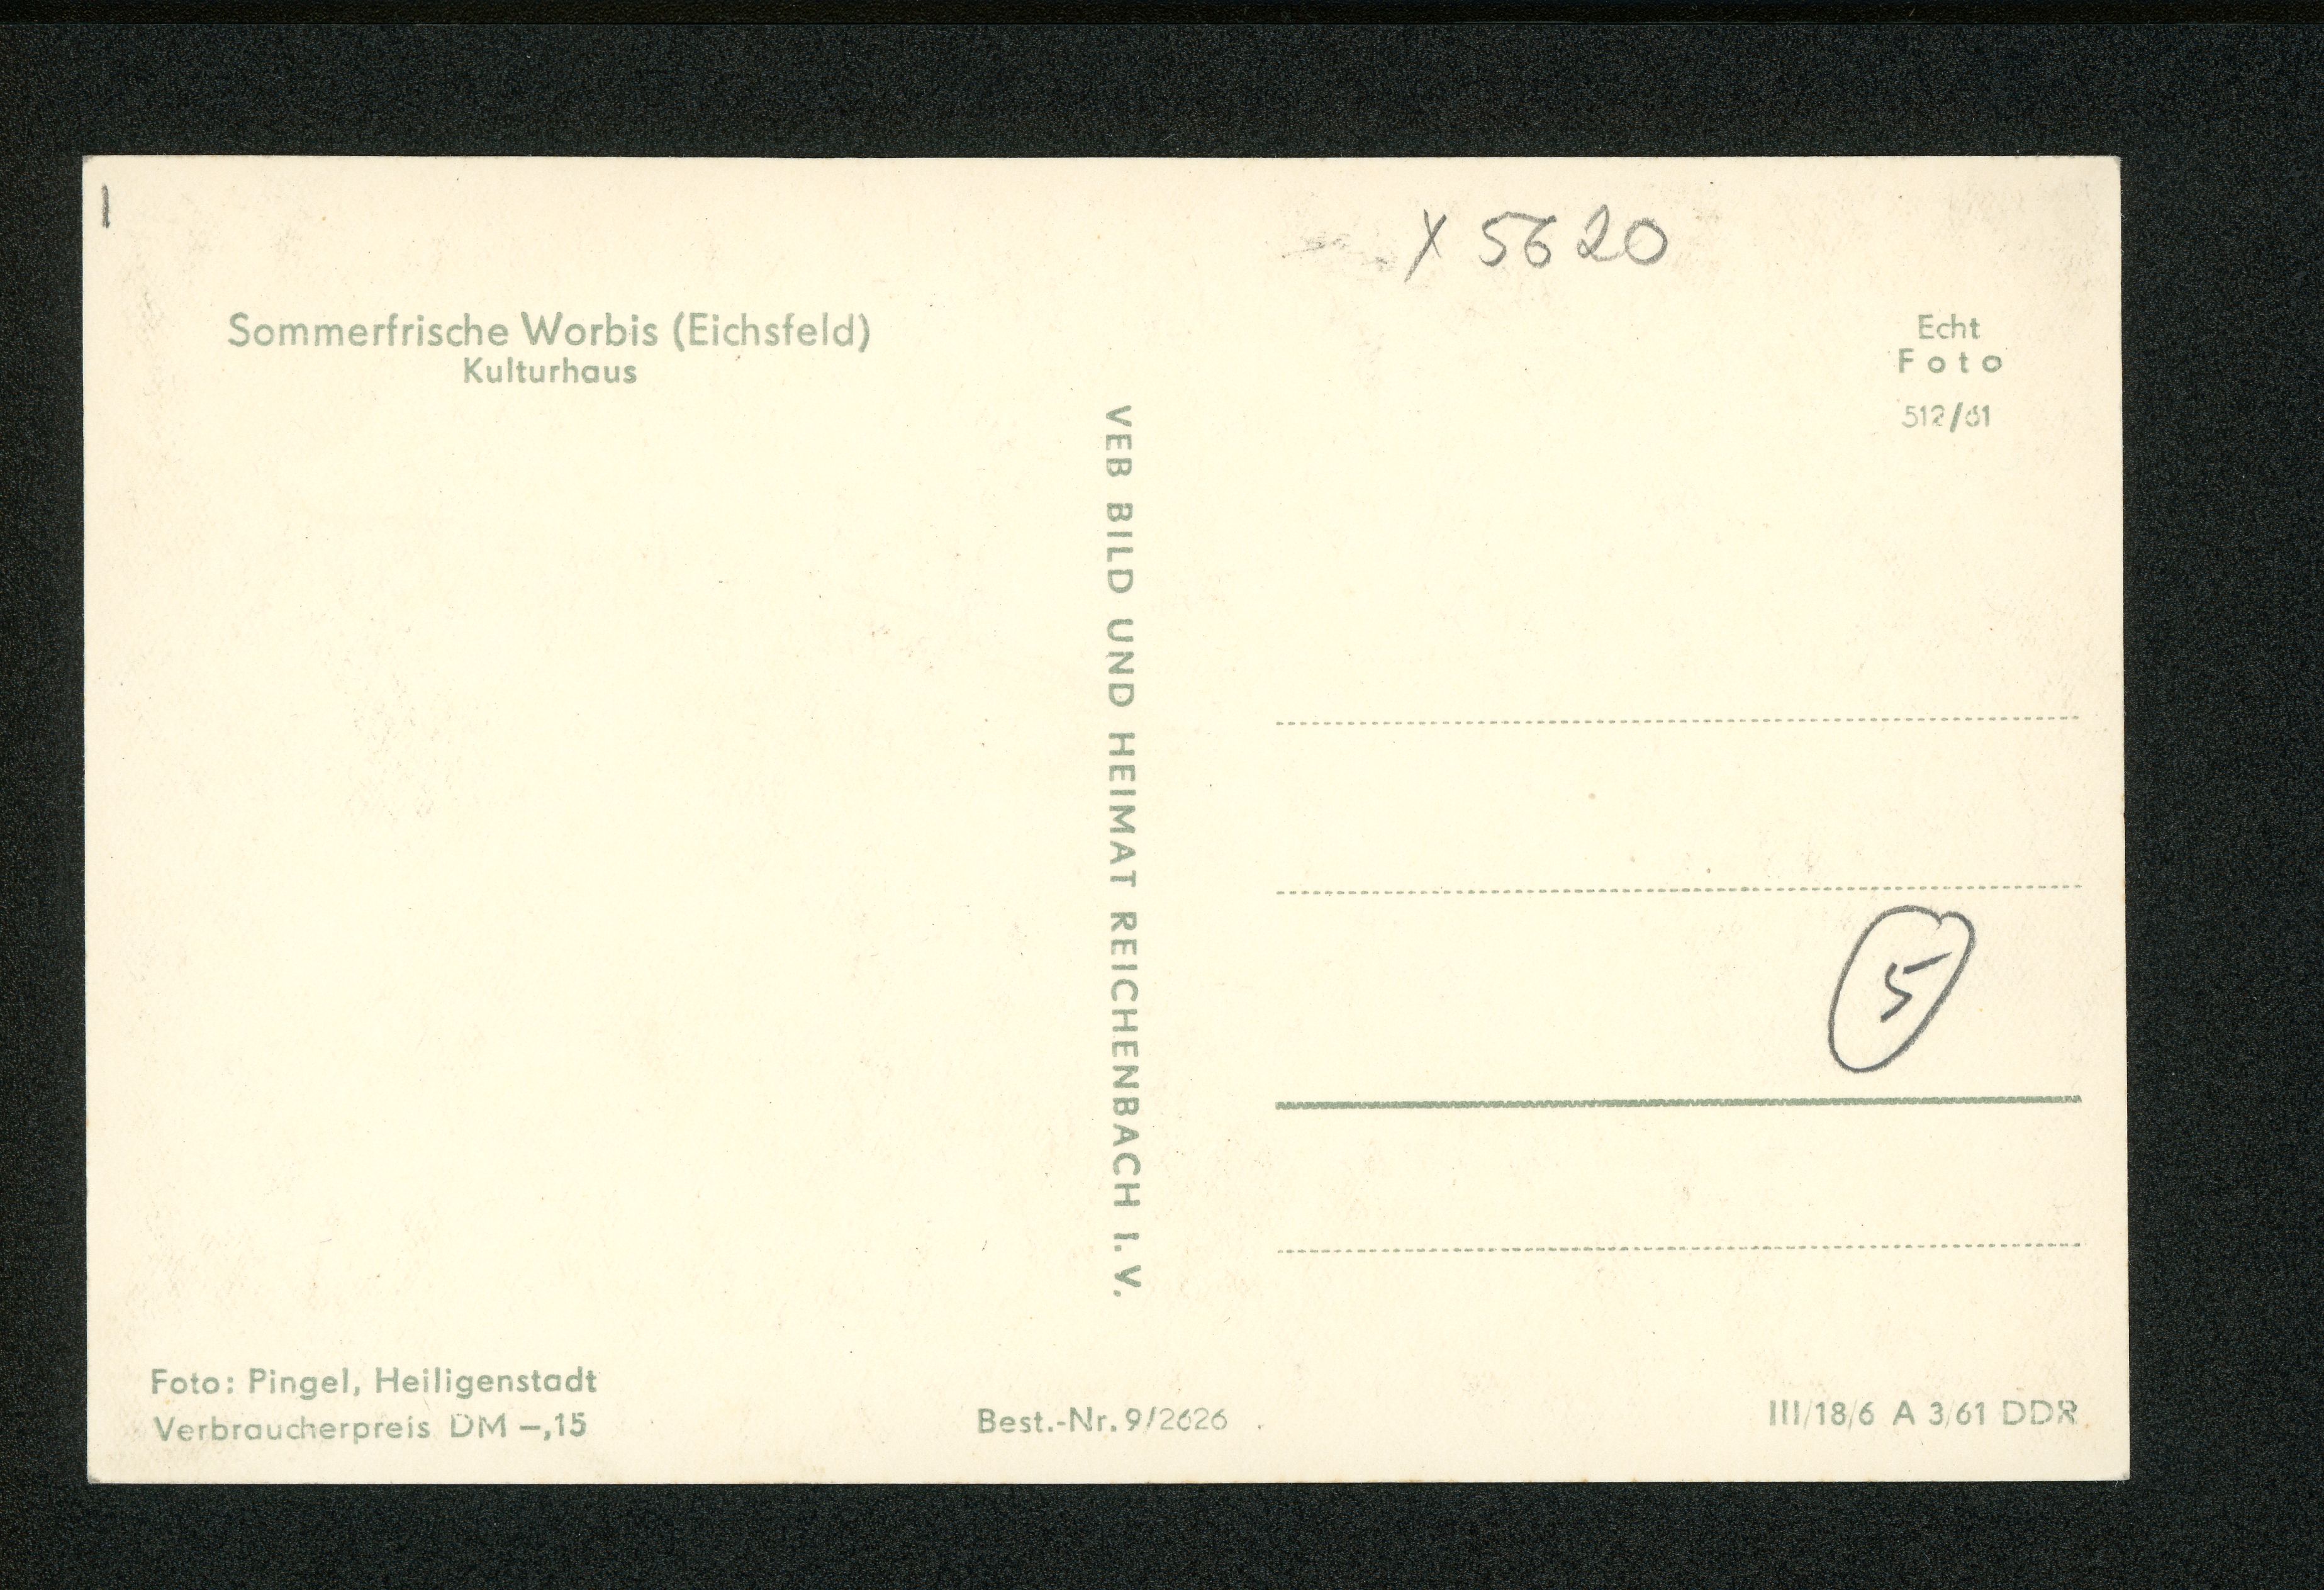 I
X 5620
Sommerfrische Worbis (Eichsfeld)
Kulturhaus
Echt
Foto
512/61
VEB BILD UND HEIMAT REICHENBACH I. V.
5
Foto: Pingel, Heiligenstadt
Verbraucherpreis DM –,15
Best.-Nr. 9/2626
III/18/6 A 3/61 DDR